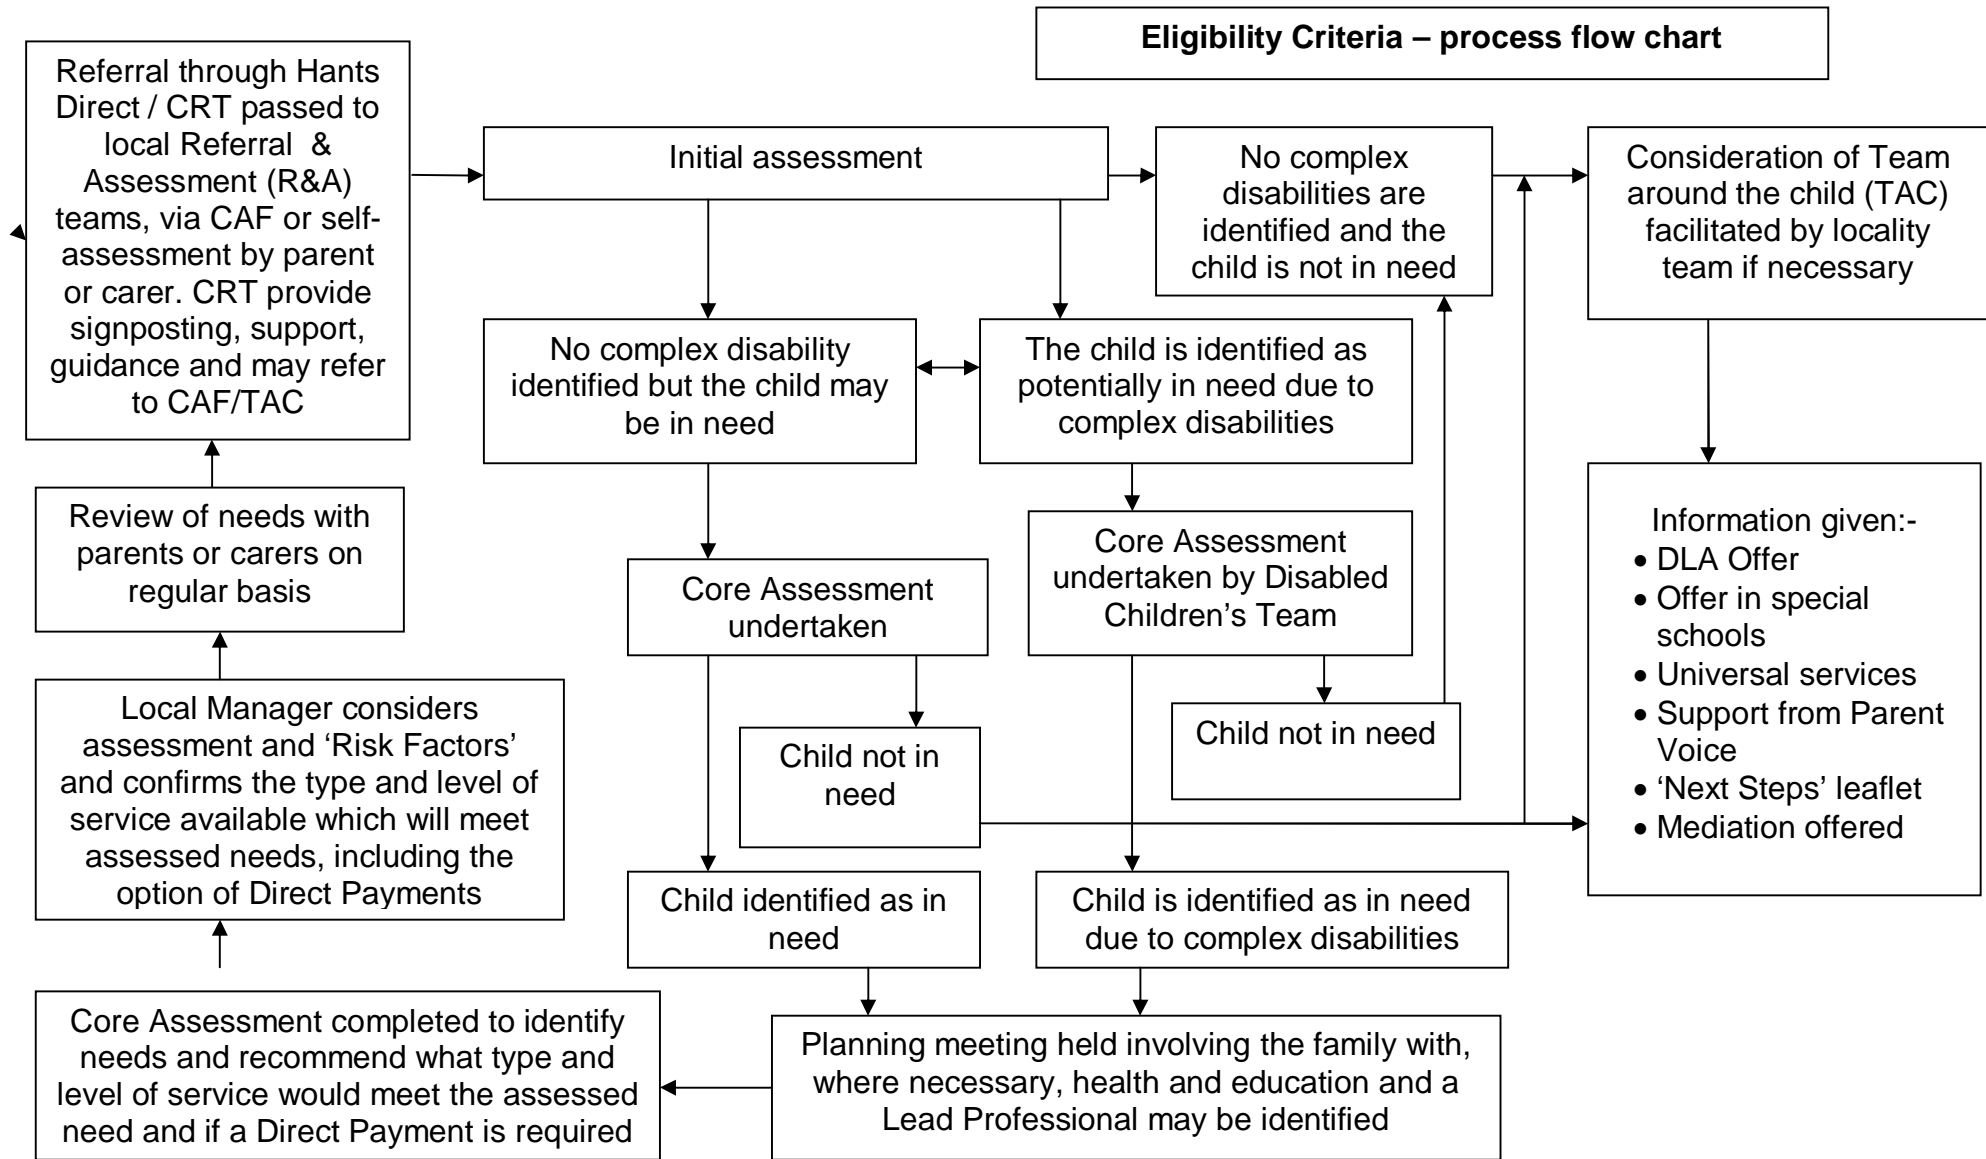 Eligibility Criteria – process flow chart
Referral through Hants
Direct / CRT passed to
local Referral &
Assessment (R&A)
teams, via CAF or self-
assessment by parent
or carer. CRT provide
signposting, support,
guidance and may refer
to CAF/TAC
Initial assessment
No complex
disabilities are
identified and the
child is not in need
Consideration of Team
around the child (TAC)
facilitated by locality
team if necessary
No complex disability
identified but the child may
be in need
The child is identified as
potentially in need due to
complex disabilities
Review of needs with
parents or carers on
regular basis
Core Assessment
undertaken
Core Assessment
undertaken by Disabled
Children’s Team
Information given:-
• DLA Offer
• Offer in special
schools
• Universal services
• Support from Parent
Voice
• ‘Next Steps’ leaflet
• Mediation offered
Local Manager considers
assessment and ‘Risk Factors’
and confirms the type and level of
service available which will meet
assessed needs, including the
option of Direct Payments
Child not in
need
Child not in need
Child identified as in
need
Child is identified as in need
due to complex disabilities
Core Assessment completed to identify
needs and recommend what type and
level of service would meet the assessed
need and if a Direct Payment is required
Planning meeting held involving the family with,
where necessary, health and education and a
Lead Professional may be identified